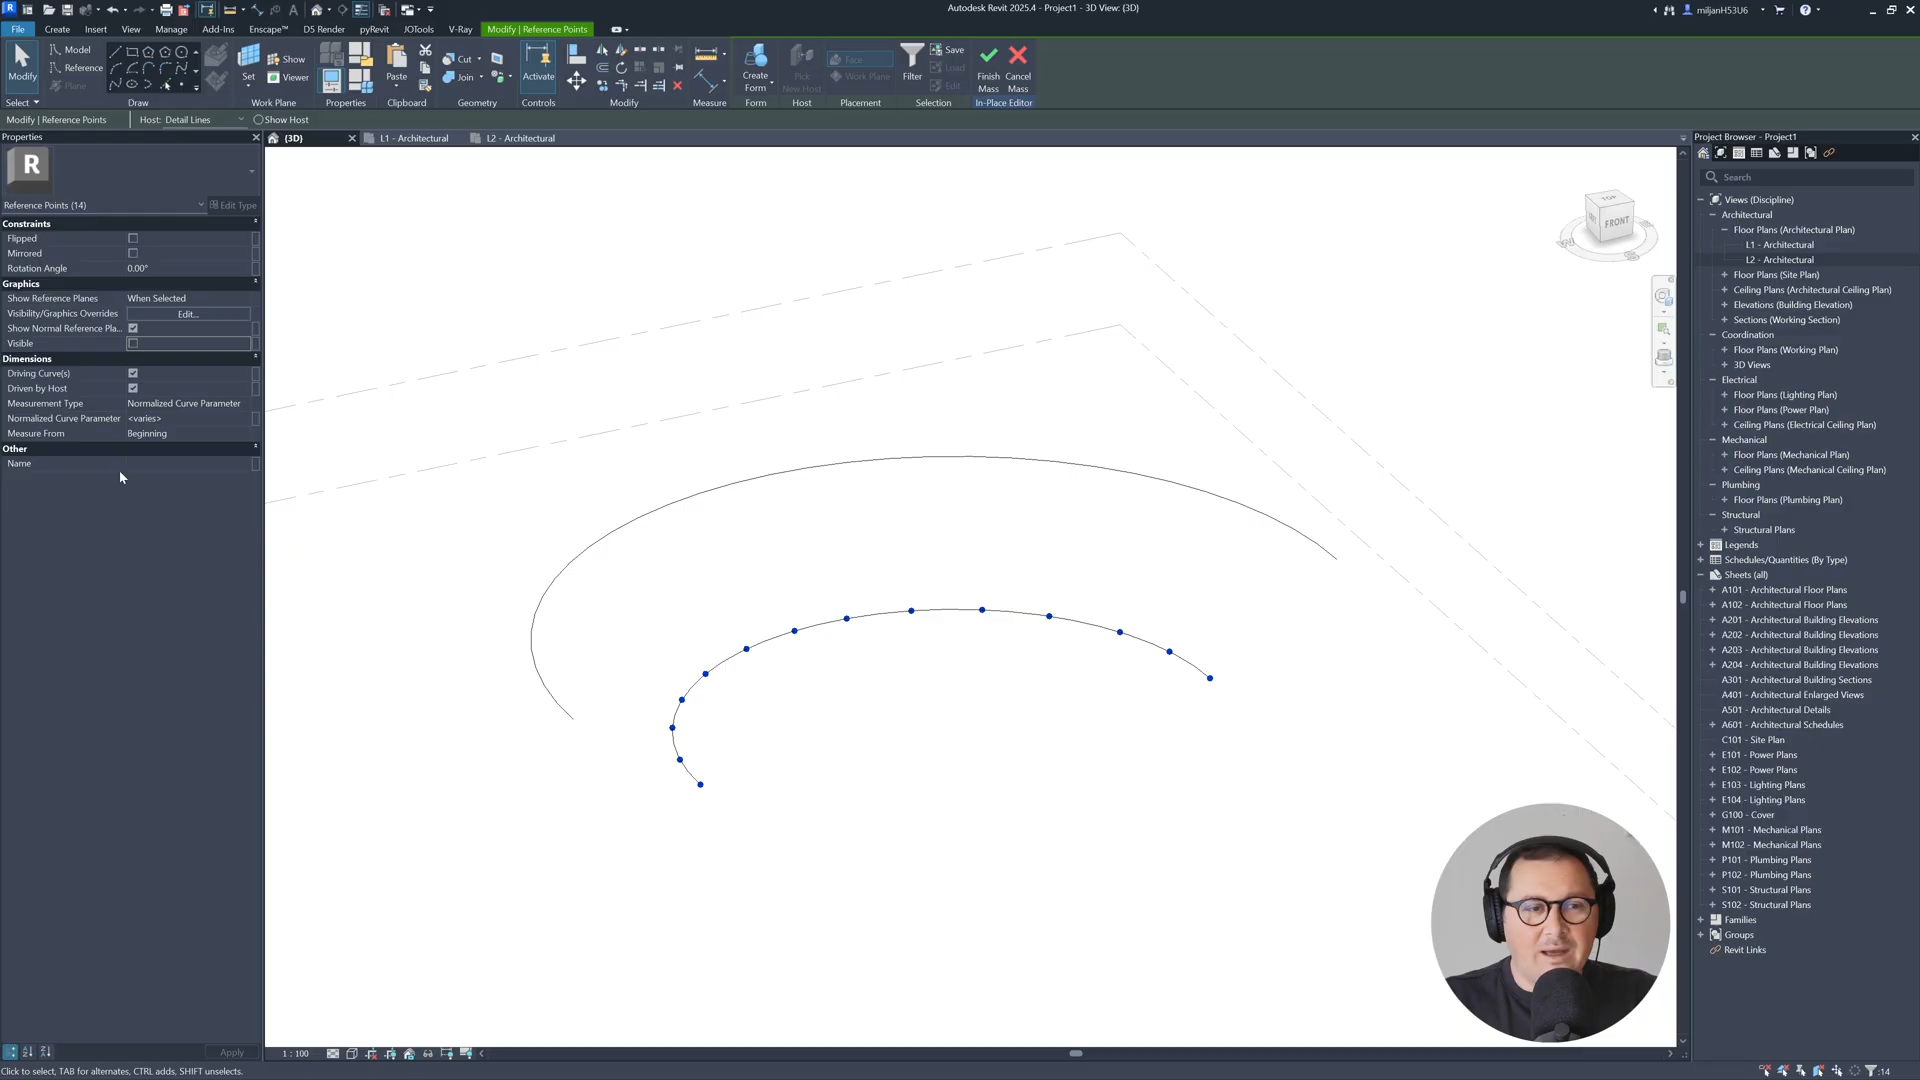 Autodesk Revit 2025.4 - Project1 - 3D View: {3D}
miljanH53U6
File
Create
Insert
View
Manage
Add-Ins
Enscape™
D5 Render
pyRevit
JOTools
V-Ray
Modify | Reference Points
Modify
Model
Reference
Plane
Set
Show
Viewer
Paste
Cut
Join
Activate
Create
Form
Pick
New Host
Face
Work Plane
Filter
Save
Load
Edit
Finish
Mass
Cancel
Mass
Select
Draw
Work Plane
Properties
Clipboard
Geometry
Controls
Modify
Measure
Form
Host
Placement
Selection
In-Place Editor
Modify | Reference Points
Host:
Detail Lines
Show Host
Properties
{3D}
L1 - Architectural
L2 - Architectural
R
Reference Points (14)
Edit Type
Constraints
Flipped
Mirrored
Rotation Angle
0.00°
Graphics
Show Reference Planes
When Selected
Visibility/Graphics Overrides
Edit...
Show Normal Reference Pla...
Visible
Dimensions
Driving Curve(s)
Driven by Host
Measurement Type
Normalized Curve Parameter
Normalized Curve Parameter
<varies>
Measure From
Beginning
Other
Name
Apply
TOP
FRONT
Project Browser - Project1
Search
Views (Discipline)
Architectural
Floor Plans (Architectural Plan)
L1 - Architectural
L2 - Architectural
Floor Plans (Site Plan)
Ceiling Plans (Architectural Ceiling Plan)
Elevations (Building Elevation)
Sections (Working Section)
Coordination
Floor Plans (Working Plan)
3D Views
Electrical
Floor Plans (Lighting Plan)
Floor Plans (Power Plan)
Ceiling Plans (Electrical Ceiling Plan)
Mechanical
Floor Plans (Mechanical Plan)
Ceiling Plans (Mechanical Ceiling Plan)
Plumbing
Floor Plans (Plumbing Plan)
Structural
Structural Plans
Legends
Schedules/Quantities (By Type)
Sheets (all)
A101 - Architectural Floor Plans
A102 - Architectural Floor Plans
A201 - Architectural Building Elevations
A202 - Architectural Building Elevations
A203 - Architectural Building Elevations
A204 - Architectural Building Elevations
A301 - Architectural Building Sections
A401 - Architectural Enlarged Views
A501 - Architectural Details
A601 - Architectural Schedules
C101 - Site Plan
E101 - Power Plans
E102 - Power Plans
E103 - Lighting Plans
E104 - Lighting Plans
G100 - Cover
M101 - Mechanical Plans
M102 - Mechanical Plans
P101 - Plumbing Plans
P102 - Plumbing Plans
S101 - Structural Plans
S102 - Structural Plans
Families
Groups
Revit Links
1 : 100
Click to select, TAB for alternates, CTRL adds, SHIFT unselects.
:14